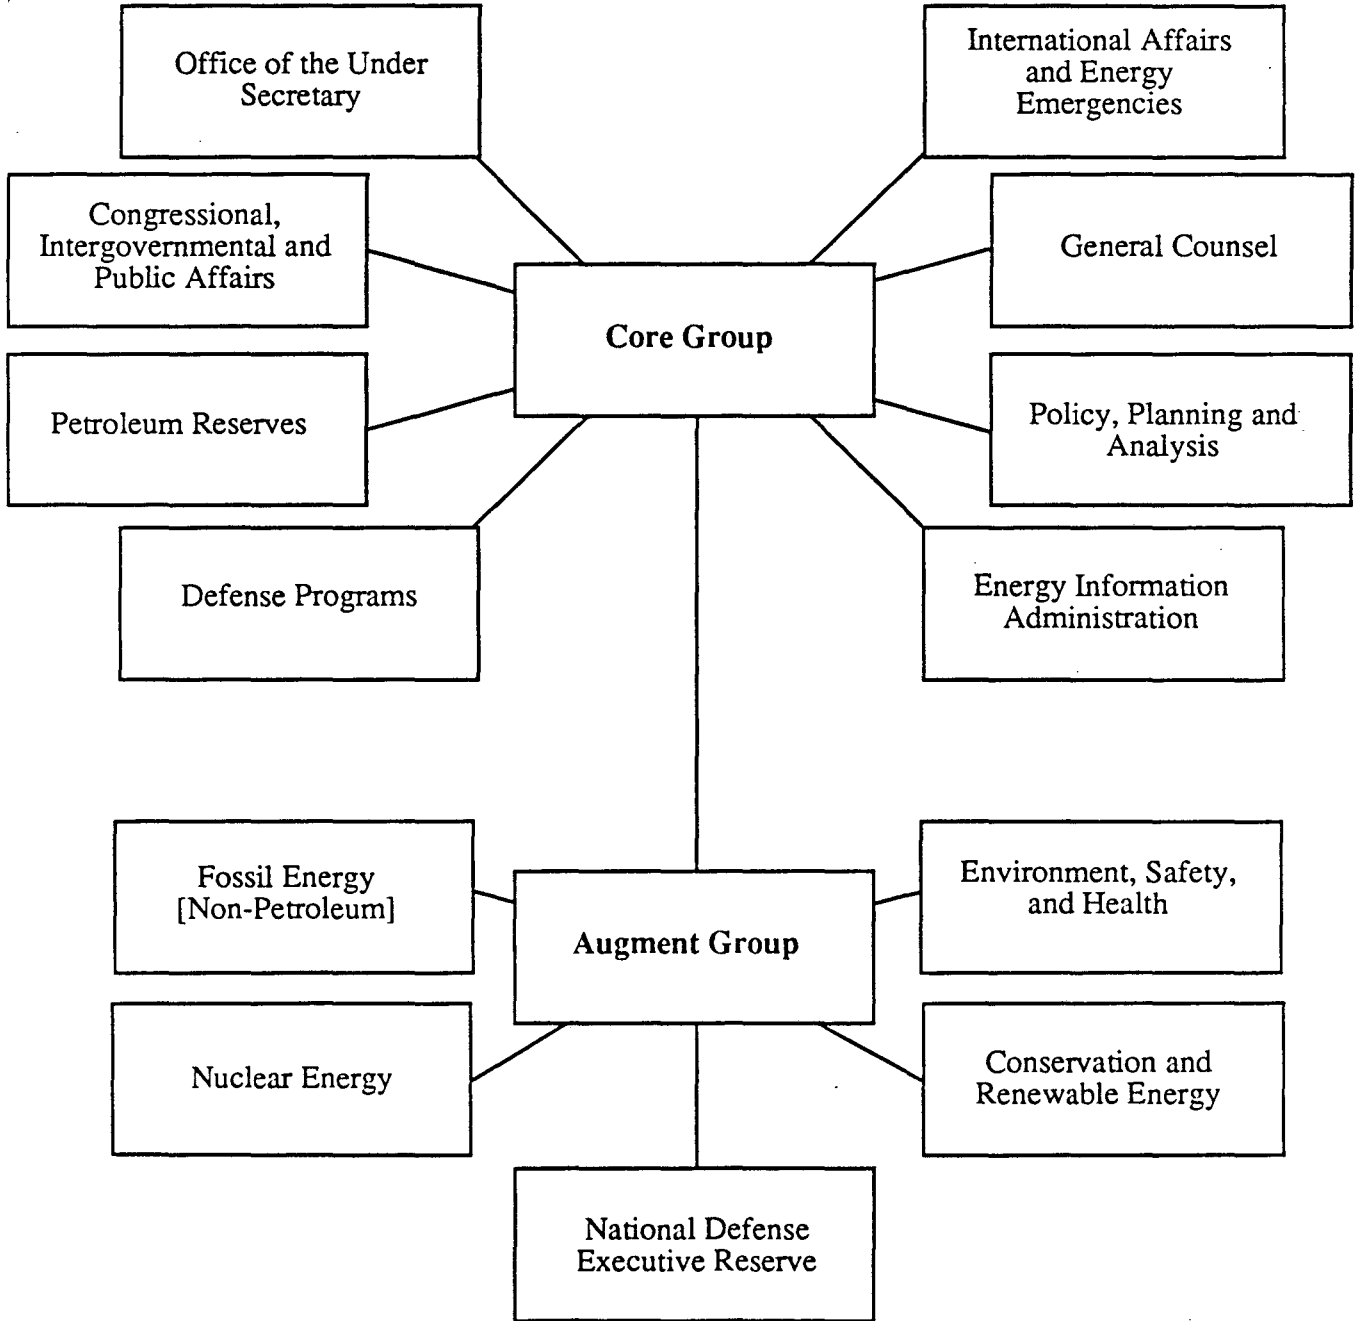 Office of the Under
Secretary
International Affairs
and Energy
Emergencies
Congressional,
Intergovernmental and
Public Affairs
General Counsel
Core Group
Petroleum Reserves
Policy, Planning and
Analysis
Defense Programs
Energy Information
Administration
Fossil Energy
[Non-Petroleum]
Environment, Safety,
and Health
Augment Group
Nuclear Energy
Conservation and
Renewable Energy
National Defense
Executive Reserve